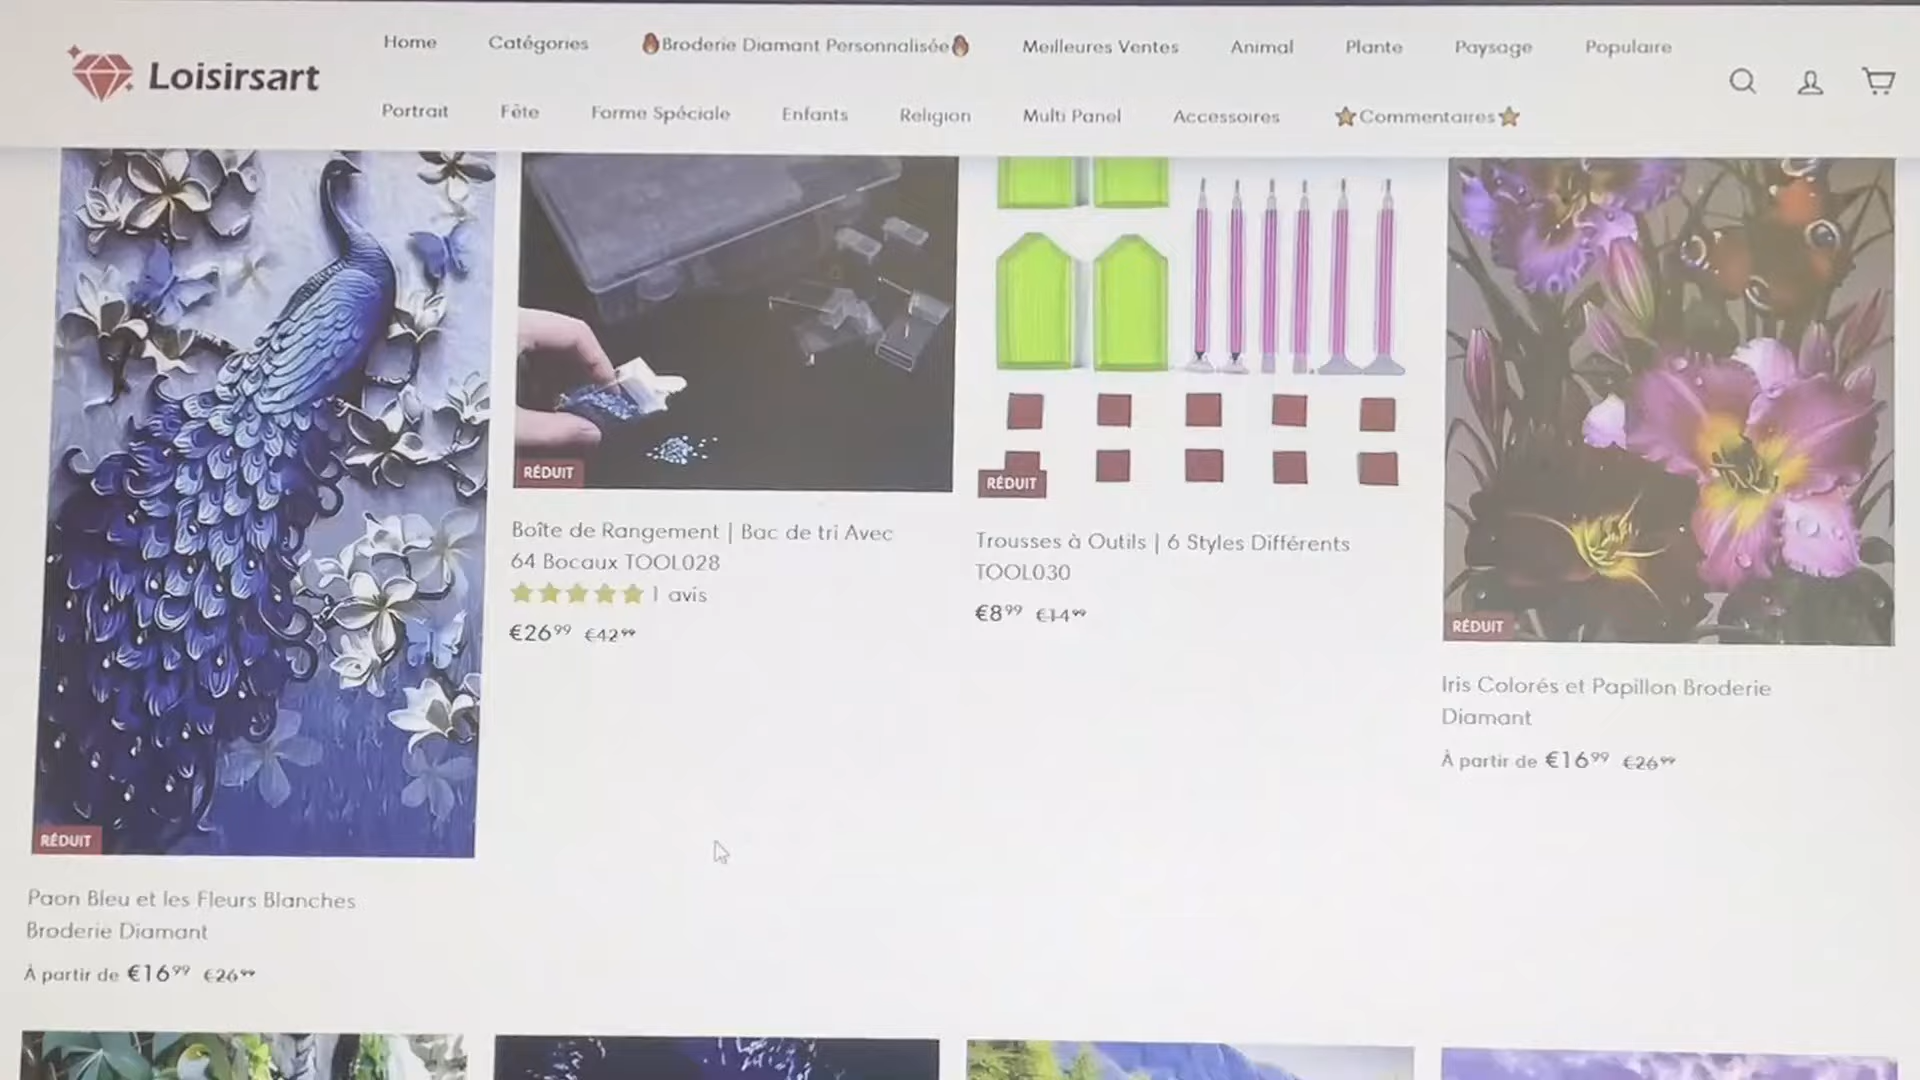 Loisirsart
Home Catégories Broderie Diamant Personnalisée Meilleures Ventes Animal Plante Paysage Populaire
Portrait Fête Forme Spéciale Enfants Religion Multi Panel Accessoires Commentaires
RÉDUIT
Paon Bleu et les Fleurs Blanches
Broderie Diamant
À partir de €16⁹⁹ €26⁹⁹
RÉDUIT
Boîte de Rangement | Bac de tri Avec
64 Bocaux TOOL028
1 avis
€26⁹⁹ €42⁹⁹
RÉDUIT
Trousses à Outils | 6 Styles Différents
TOOL030
€8⁹⁹ €14⁹⁹
RÉDUIT
Iris Colorés et Papillon Broderie
Diamant
À partir de €16⁹⁹ €26⁹⁹